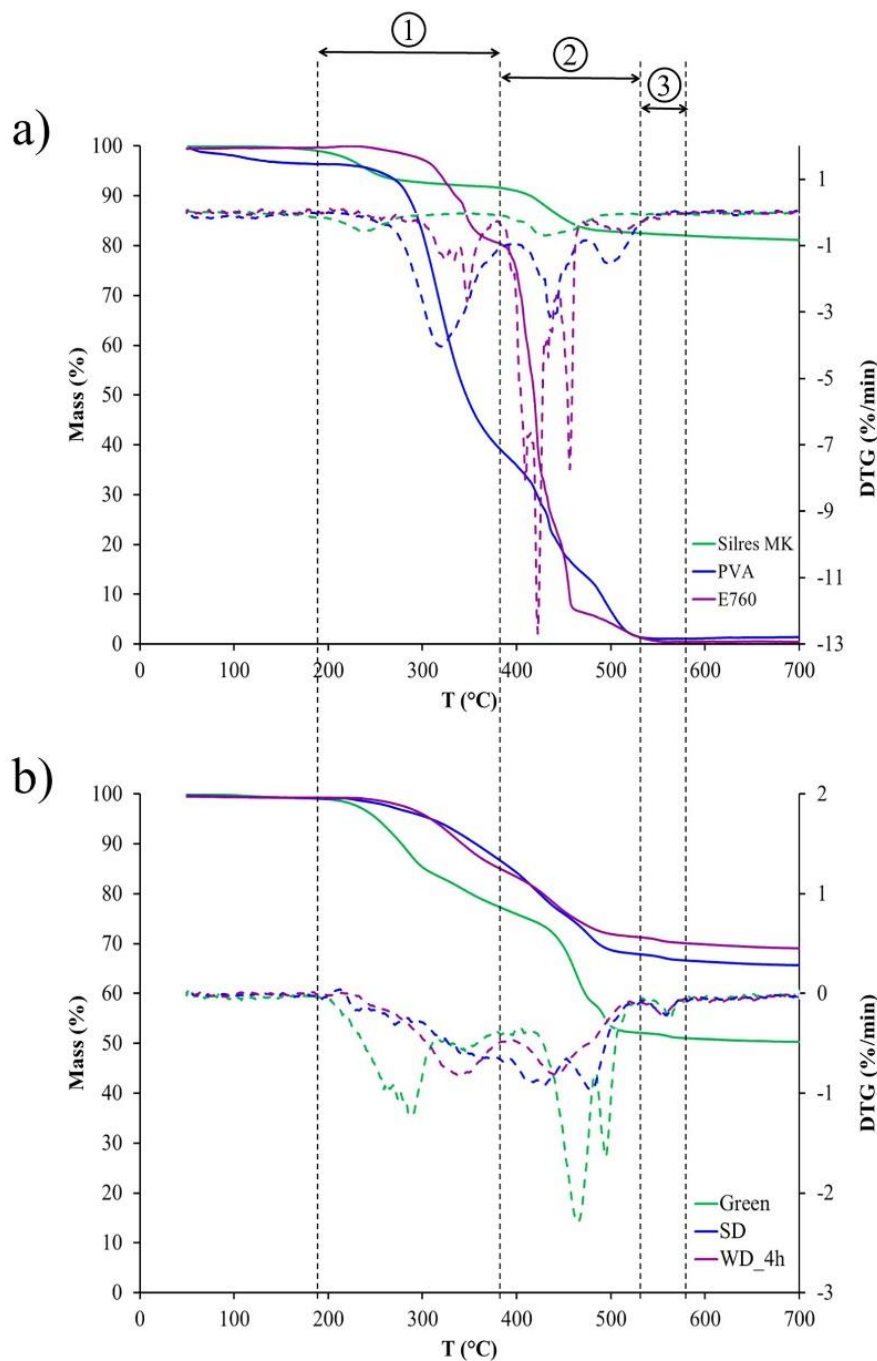 ① ② ③
a)
100
90
80
70
60
50
40
30
20
10
0
Mass (%)
1
-1
-3
-5
-7
-9
-11
-13
DTG (%/min)
Silres MK
PVA
E760
0 100 200 300 400 500 600 700
T (°C)
b)
100
90
80
70
60
50
40
30
20
10
0
Mass (%)
2
1
0
-1
-2
-3
DTG (%/min)
Green
SD
WD_4h
0 100 200 300 400 500 600 700
T (°C)